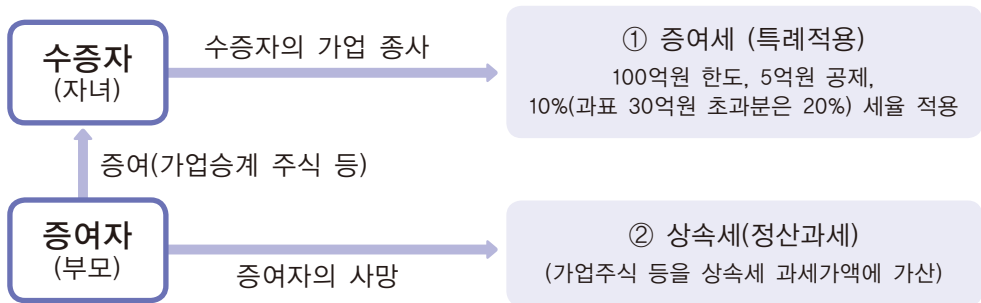 수증자
(자녀)
수증자의 가업 종사
① 증여세 (특례적용)
100억원 한도, 5억원 공제,
10%(과표 30억원 초과분은 20%) 세율 적용
증여(가업승계 주식 등)
증여자
(부모)
증여자의 사망
② 상속세(정산과세)
(가업주식 등을 상속세 과세가액에 가산)